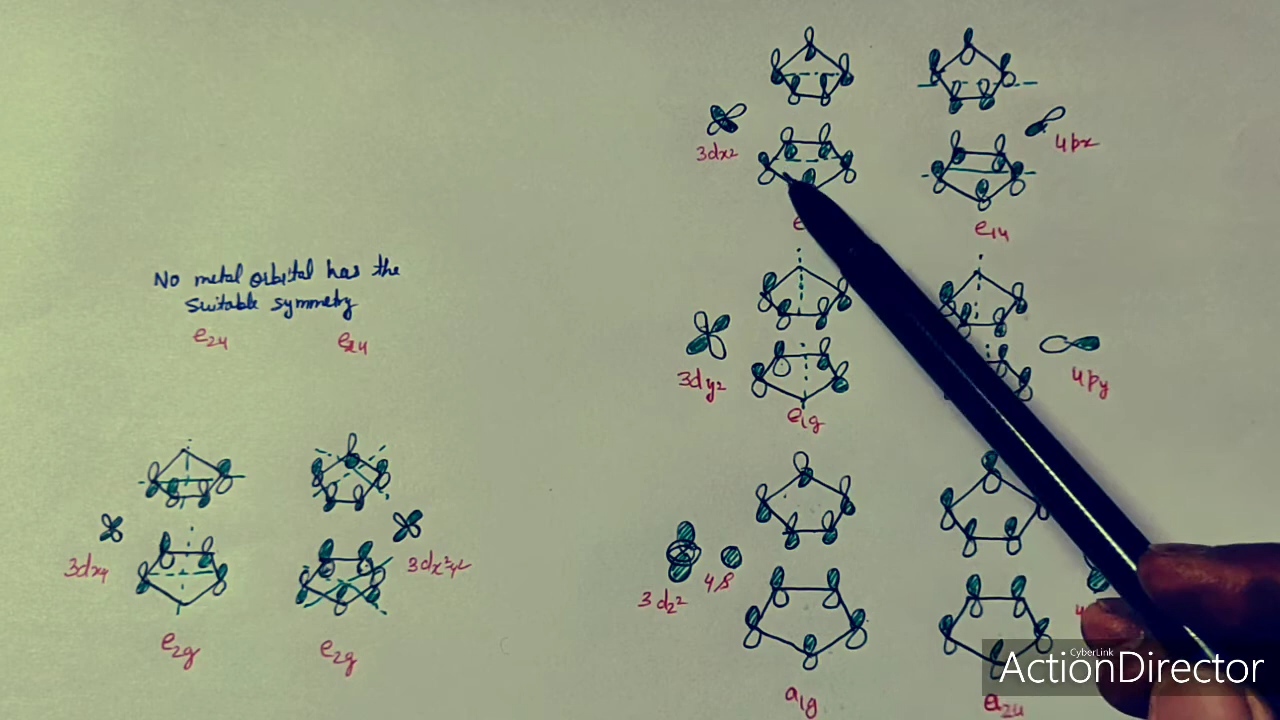 3dxz
4px
e1u
No metal orbital has the
suitable symmetry
e2u
e2u
3dyz
4py
e1g
3dxy
3dx²-y²
3dz²
4s
e2g
e2g
a1g
a2u
CyberLink
ActionDirector